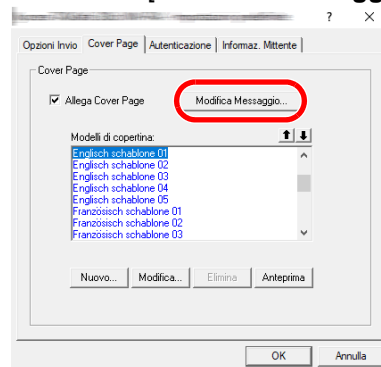 ? ×
Opzioni Invio Cover Page Autenticazione Informaz. Mittente
Cover Page
Allega Cover Page Modifica Messaggio...
Modelli di copertina:
Englisch schablone 01
Englisch schablone 02
Englisch schablone 03
Englisch schablone 04
Englisch schablone 05
Französisch schablone 01
Französisch schablone 02
Französisch schablone 03
Nuovo... Modifica... Elimina Anteprima
OK Annulla